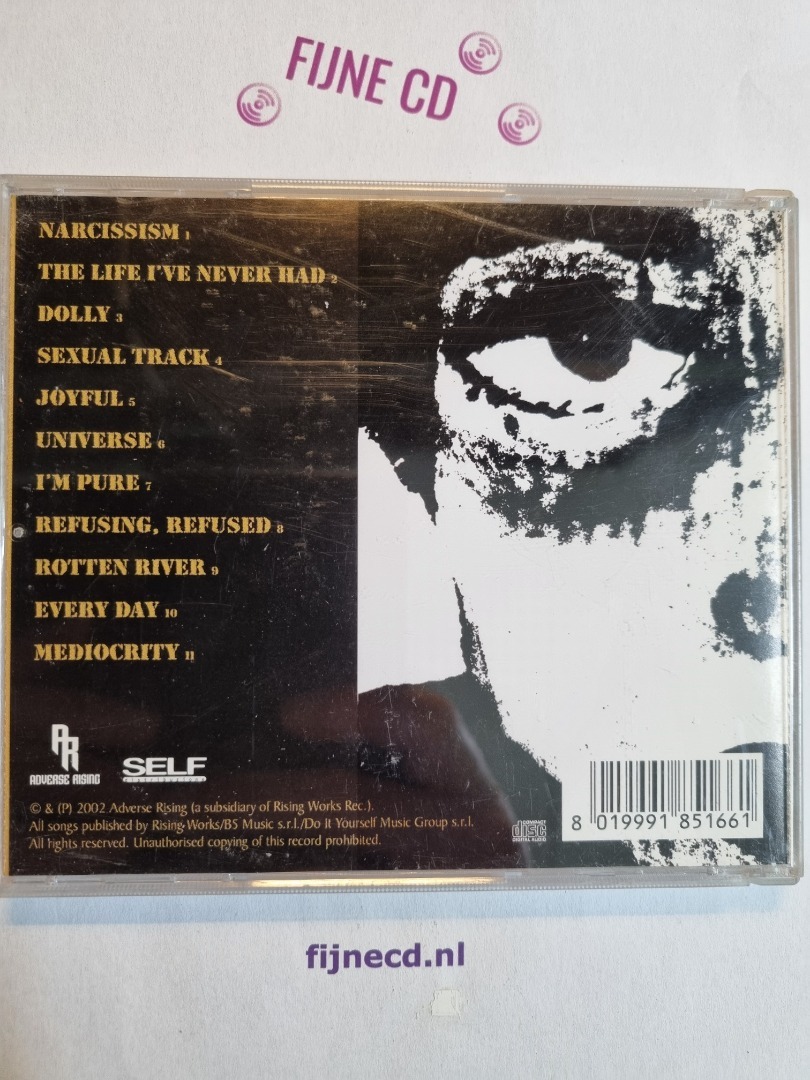 FIJNE CD
NARCISSISM 1
THE LIFE I'VE NEVER HAD 2
DOLLY 3
SEXUAL TRACK 4
JOYFUL 5
UNIVERSE 6
I'M PURE 7
REFUSING, REFUSED 8
ROTTEN RIVER 9
EVERY DAY 10
MEDIOCRITY 11
AR
ADVERSE RISING
SELF
© & (P) 2002 Adverse Rising (a subsidiary of Rising Works Rec.).
All songs published by Rising Works/BS Music s.r.l./Do It Yourself Music Group s.r.l.
All rights reserved. Unauthorised copying of this record prohibited.
COMPACT
disc
DIGITAL AUDIO
8 019991 851661
fijnecd.nl